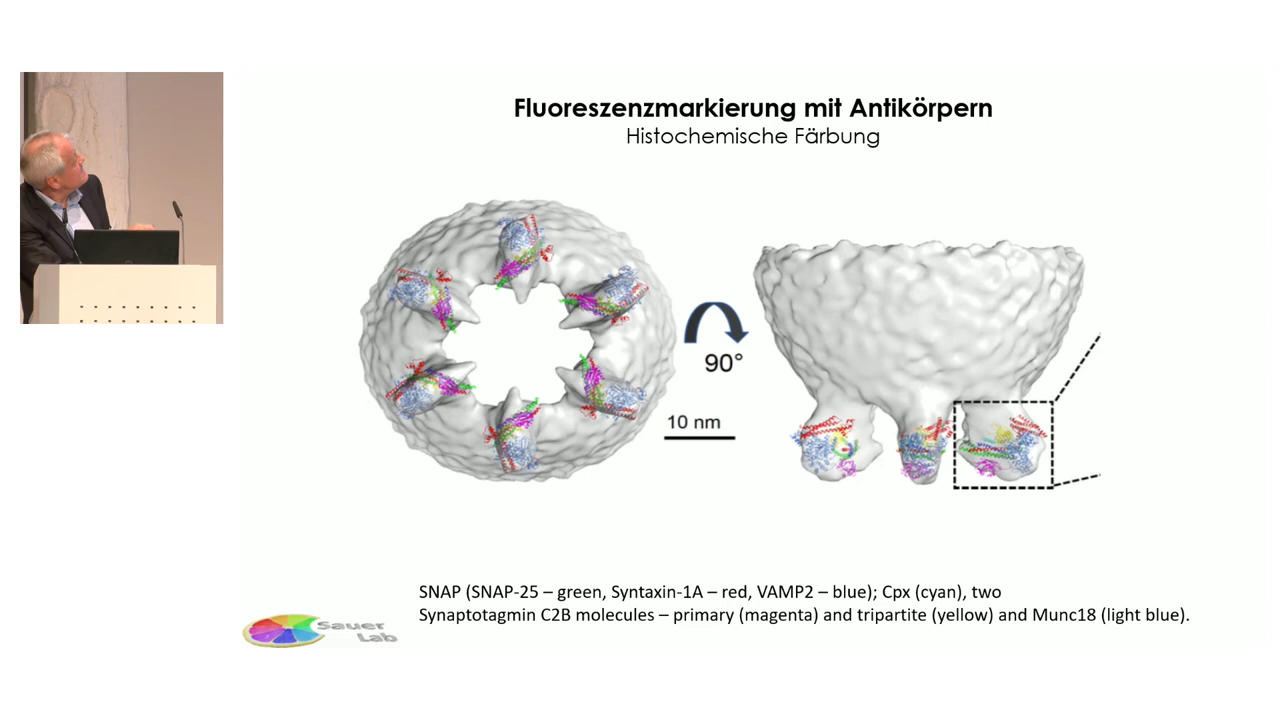 Fluoreszenzmarkierung mit Antikörpern
Histochemische Färbung
90°
10 nm
SNAP (SNAP-25 – green, Syntaxin-1A – red, VAMP2 – blue); Cpx (cyan), two
Synaptotagmin C2B molecules – primary (magenta) and tripartite (yellow) and Munc18 (light blue).
Sauer
Lab